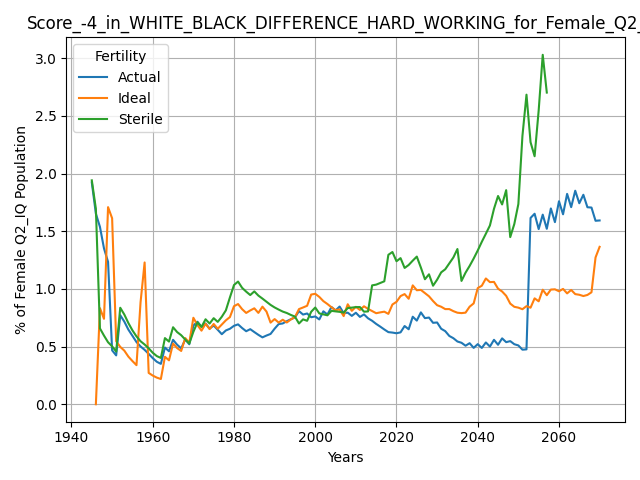 Score_-4_in_WHITE_BLACK_DIFFERENCE_HARD_WORKING_for_Female_Q2_
Fertility
Actual
Ideal
Sterile
% of Female Q2_IQ Population
3.0
2.5
2.0
1.5
1.0
0.5
0.0
1940 1960 1980 2000 2020 2040 2060
Years